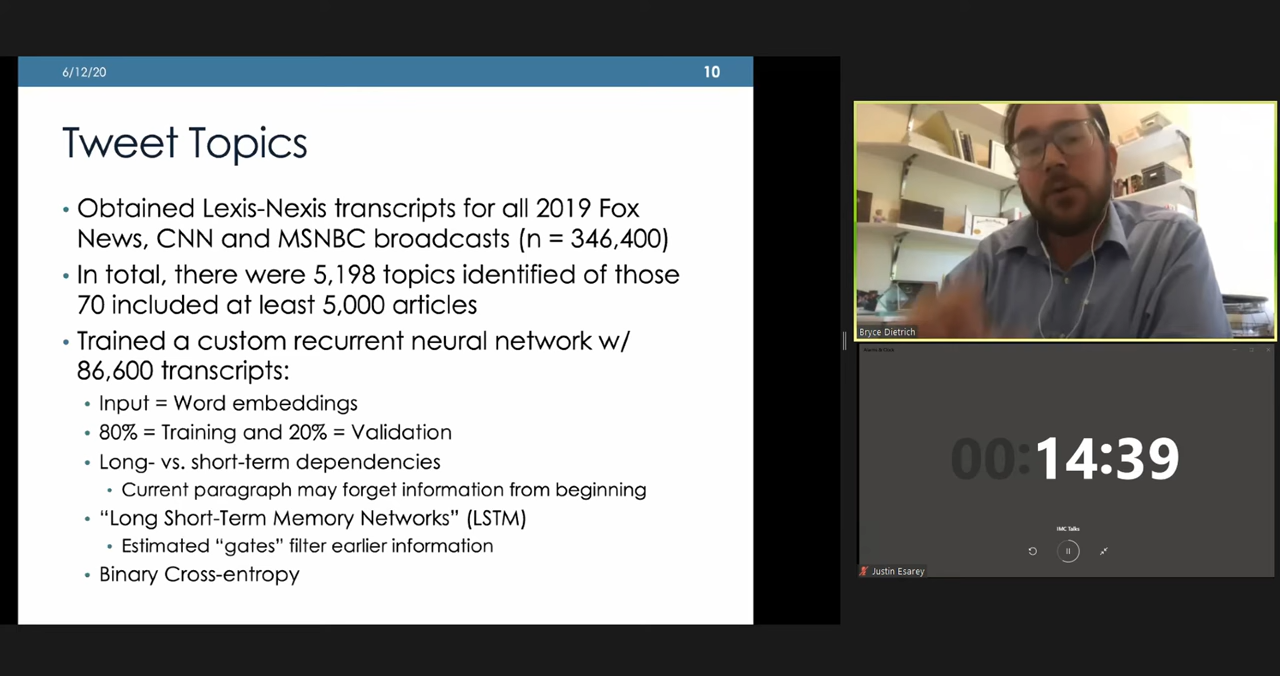 6/12/20
10
Tweet Topics
• Obtained Lexis-Nexis transcripts for all 2019 Fox
News, CNN and MSNBC broadcasts (n = 346,400)
• In total, there were 5,198 topics identified of those
70 included at least 5,000 articles
• Trained a custom recurrent neural network w/
86,600 transcripts:
• Input = Word embeddings
• 80% = Training and 20% = Validation
• Long- vs. short-term dependencies
• Current paragraph may forget information from beginning
• “Long Short-Term Memory Networks” (LSTM)
• Estimated “gates” filter earlier information
• Binary Cross-entropy
Bryce Dietrich
Alarms & Clock
00:14:39
IMC Talks
Justin Esarey